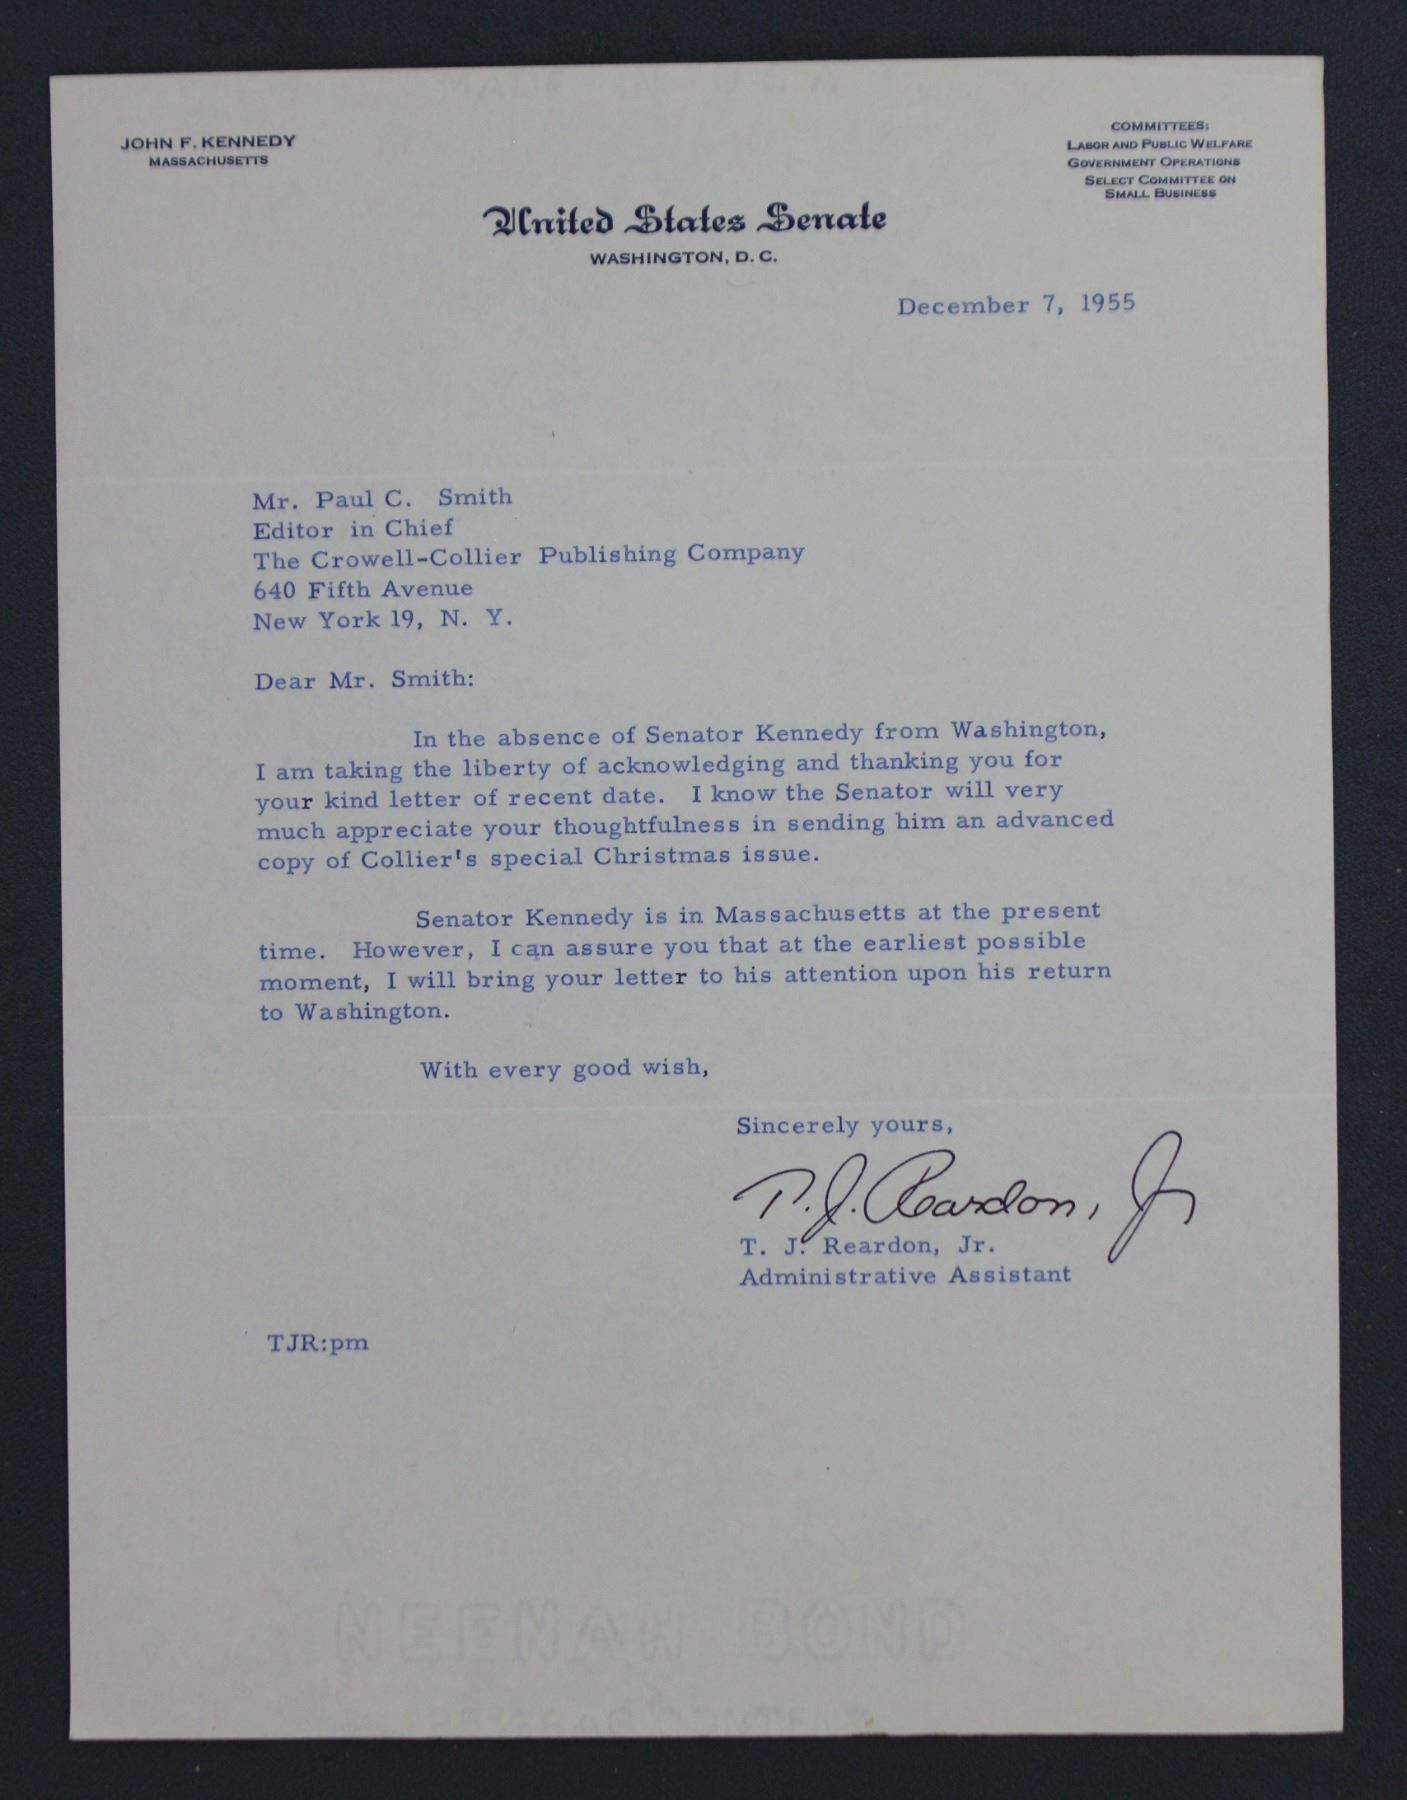 JOHN F. KENNEDY
MASSACHUSETTS
COMMITTEES:
LABOR AND PUBLIC WELFARE
GOVERNMENT OPERATIONS
SELECT COMMITTEE ON
SMALL BUSINESS
United States Senate
WASHINGTON, D. C.
December 7, 1955
Mr. Paul C. Smith
Editor in Chief
The Crowell-Collier Publishing Company
640 Fifth Avenue
New York 19, N. Y.
Dear Mr. Smith:
In the absence of Senator Kennedy from Washington,
I am taking the liberty of acknowledging and thanking you for
your kind letter of recent date. I know the Senator will very
much appreciate your thoughtfulness in sending him an advanced
copy of Collier's special Christmas issue.
Senator Kennedy is in Massachusetts at the present
time. However, I can assure you that at the earliest possible
moment, I will bring your letter to his attention upon his return
to Washington.
With every good wish,
Sincerely yours,
T. J. Reardon, Jr
T. J. Reardon, Jr.
Administrative Assistant
TJR:pm
NEENAH BOND